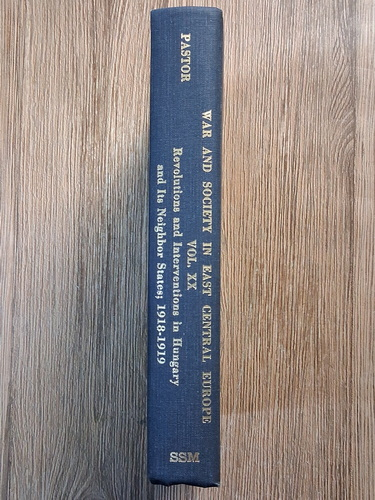 PASTOR
WAR AND SOCIETY IN EAST CENTRAL EUROPE
VOL. XX
Revolutions and Interventions in Hungary
and Its Neighbor States; 1918-1919
SSM